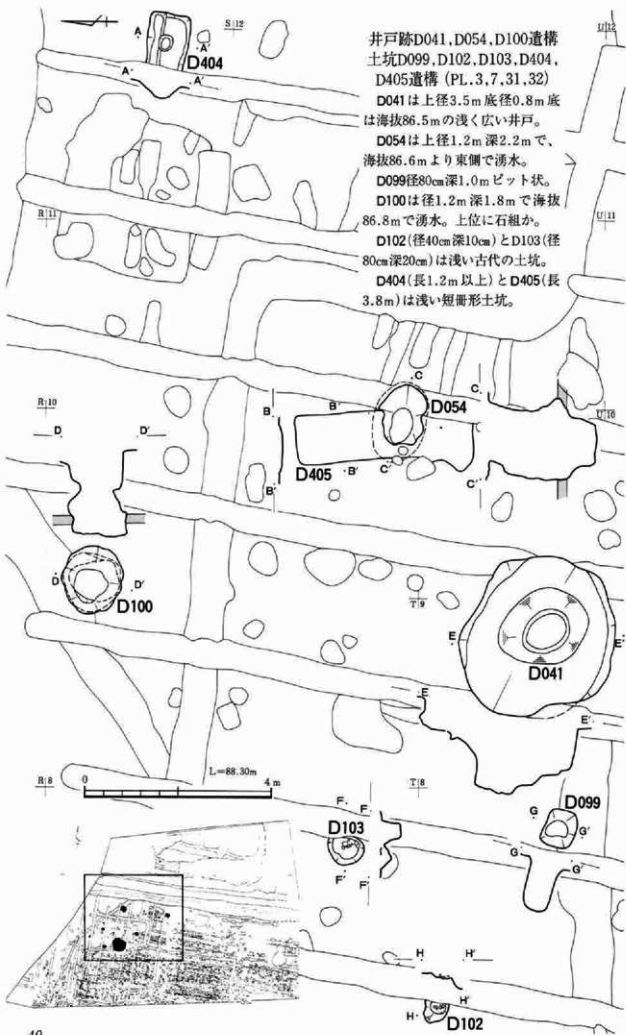 井戸跡D041,D054,D100遺構
土坑D099,D102,D103,D404,
D405遺構 (PL.3,7,31,32)
D041は上径3.5m底径0.8m底
は海抜86.5mの浅く広い井戸。
D054は上径1.2m深2.2mで、
海抜86.6mより東側で湧水。
D099径80cm深1.0mピット状。
D100は径1.2m深1.8mで海抜
86.8mで湧水。上位に石組か。
D102(径40cm深10cm)とD103(径
80cm深20cm)は浅い古代の土坑。
D404(長1.2m以上)とD405(長
3.8m)は浅い短冊形土坑。
S|12
U|12
A
A'
D404
A
A'
R|11
U|11
C
C
R|10
U|10
D
D'
B
B'
D054
D405
B'
B'
C'
C'
D
D'
D100
T|9
E
E'
D041
E
E'
R|8
0
L=88.30m
4 m
T|8
F
F
D103
F'
F'
G
D099
G'
G
G'
H
H'
H
H'
D102
40